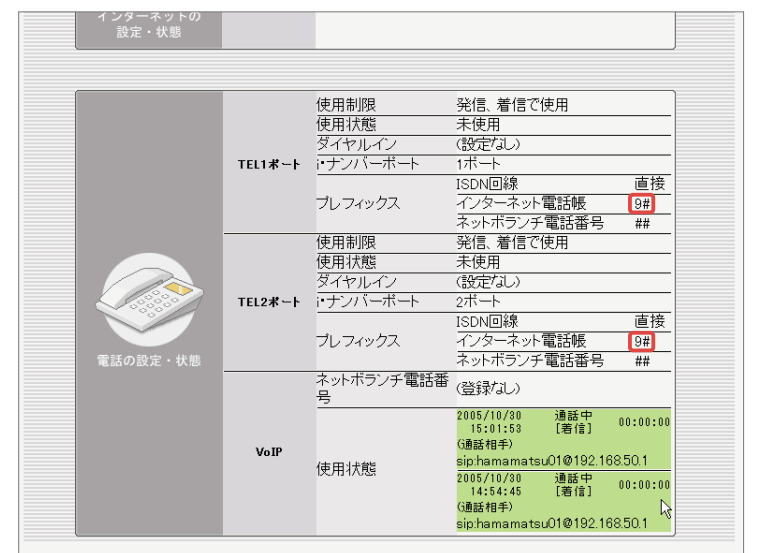 インターネットの
設定・状態
電話の設定・状態
TEL1ポート
使用制限 発信、着信で使用
使用状態 未使用
ダイヤルイン (設定なし)
i・ナンバーポート 1ポート
プレフィックス
ISDN回線 直接
インターネット電話帳 9#
ネットボランチ電話番号 ##
TEL2ポート
使用制限 発信、着信で使用
使用状態 未使用
ダイヤルイン (設定なし)
i・ナンバーポート 2ポート
プレフィックス
ISDN回線 直接
インターネット電話帳 9#
ネットボランチ電話番号 ##
VoIP
ネットボランチ電話番
号
(登録なし)
使用状態
2005/10/30 通話中 00:00:00
15:01:53 [着信]
(通話相手)
sip:hamamatsu01@192.168.50.1
2005/10/30 通話中 00:00:00
14:54:45 [着信]
(通話相手)
sip:hamamatsu01@192.168.50.1